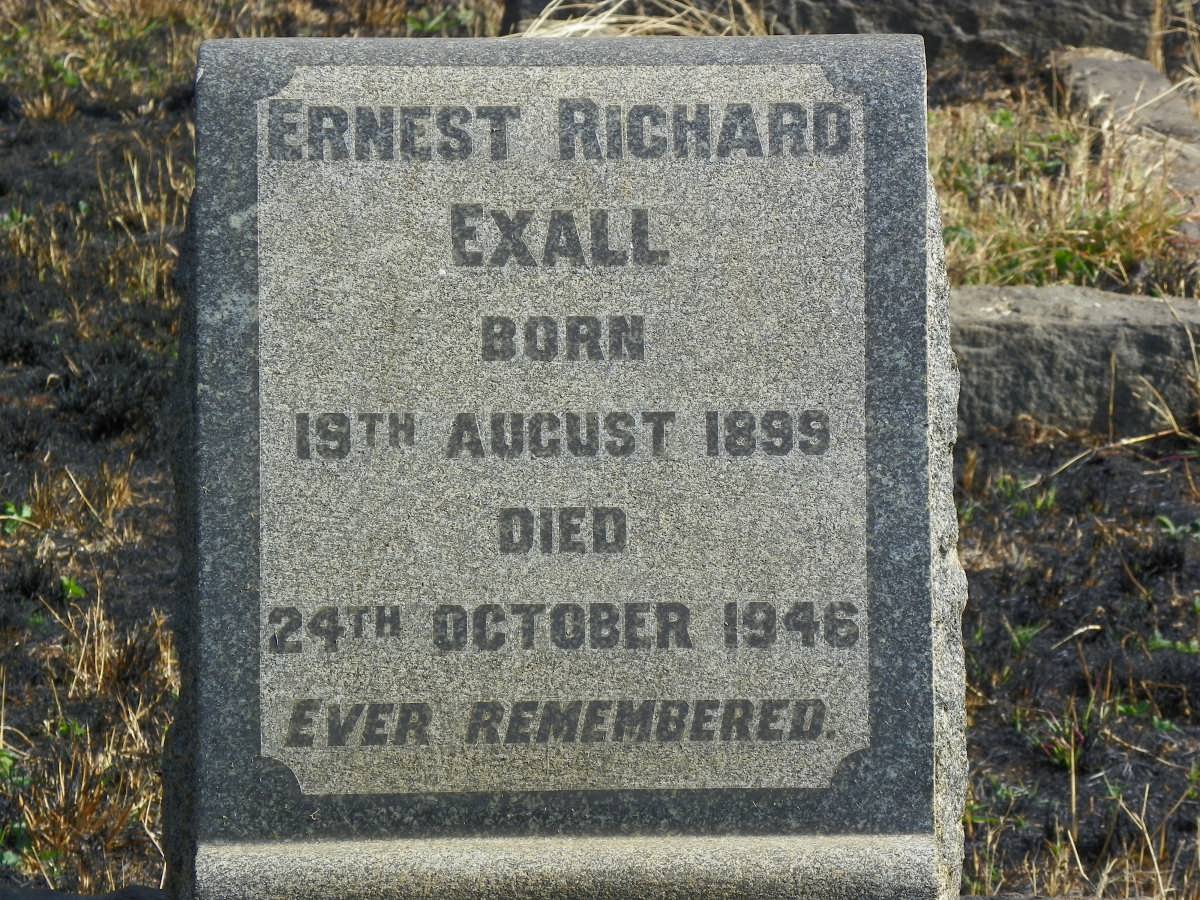 ERNEST RICHARD
EXALL
BORN
19TH AUGUST 1899
DIED
24TH OCTOBER 1946
EVER REMEMBERED.